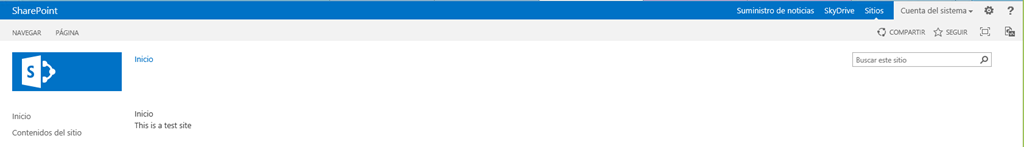 SharePoint
Suministro de noticias SkyDrive Sitios Cuenta del sistema ?
NAVEGAR PÁGINA
COMPARTIR SEGUIR
S
Inicio
Buscar este sitio
Inicio
Contenidos del sitio
Inicio
This is a test site